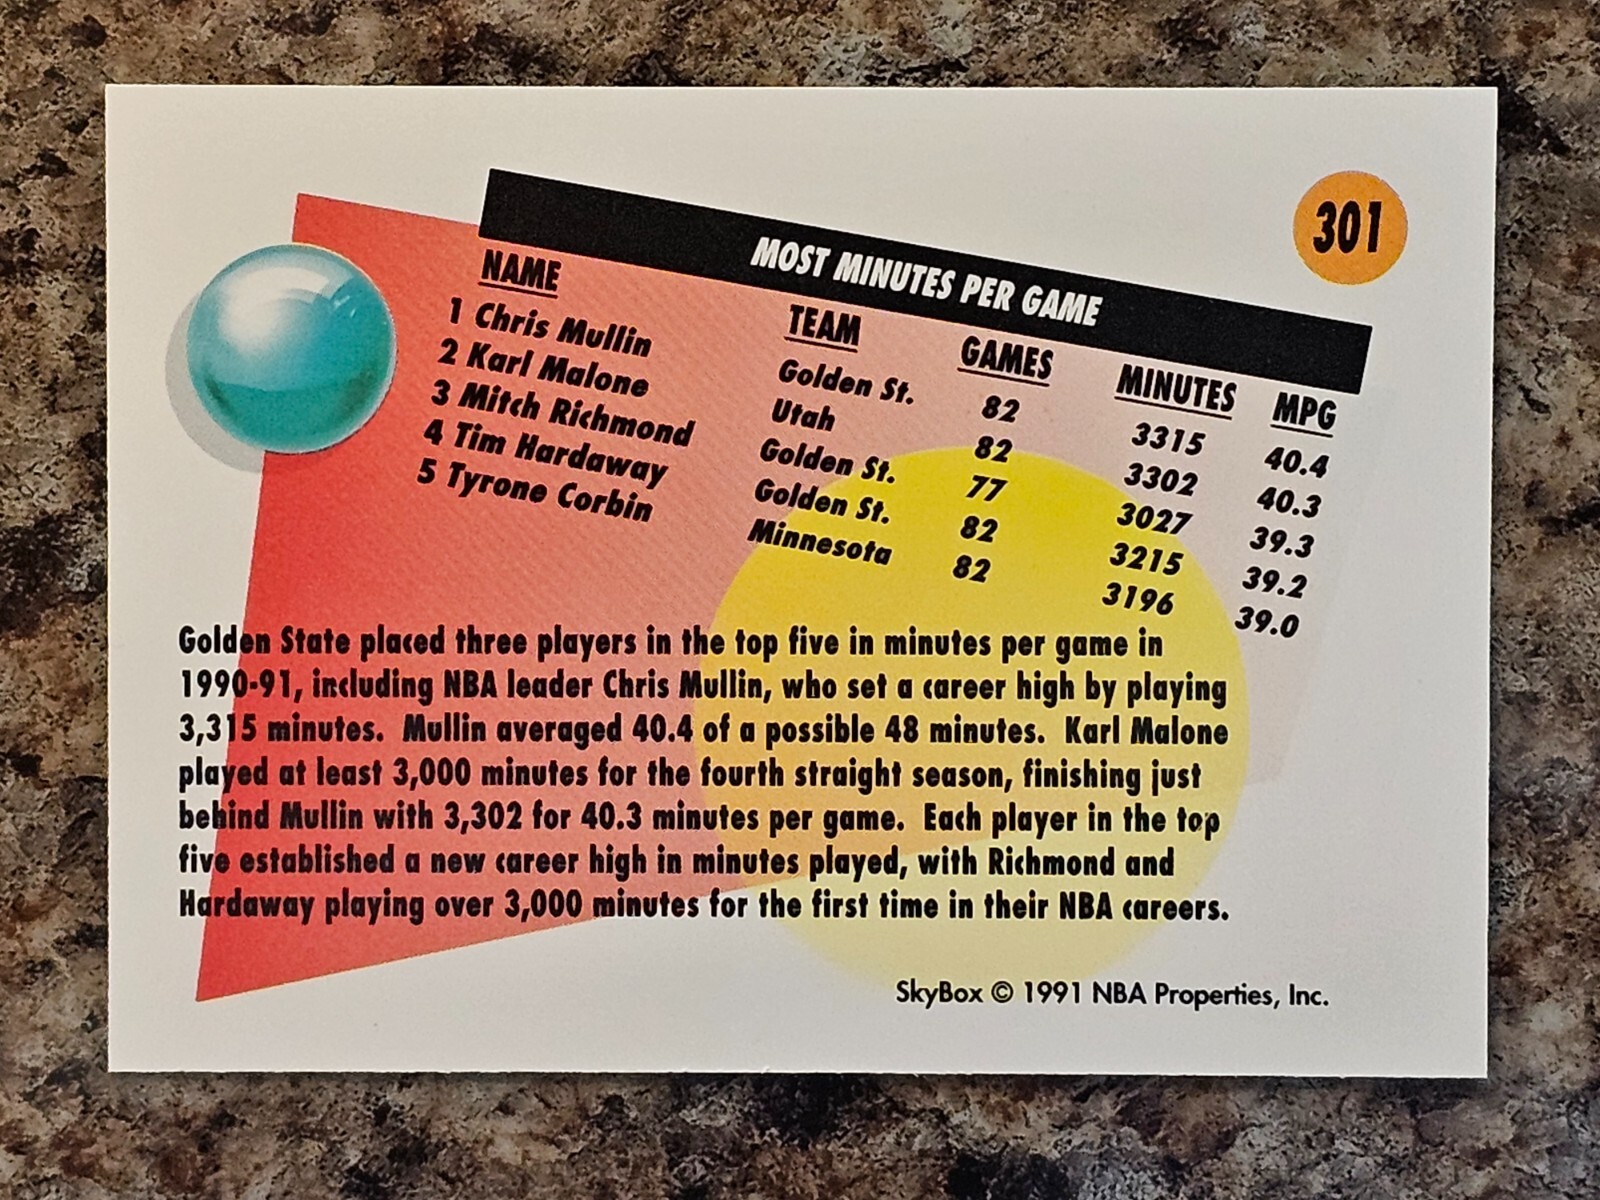 301
MOST MINUTES PER GAME
NAME TEAM GAMES MINUTES MPG
1 Chris Mullin Golden St. 82 3315 40.4
2 Karl Malone Utah 82 3302 40.3
3 Mitch Richmond Golden St. 77 3027 39.3
4 Tim Hardaway Golden St. 82 3215 39.2
5 Tyrone Corbin Minnesota 82 3196 39.0
Golden State placed three players in the top five in minutes per game in
1990-91, including NBA leader Chris Mullin, who set a career high by playing
3,315 minutes. Mullin averaged 40.4 of a possible 48 minutes. Karl Malone
played at least 3,000 minutes for the fourth straight season, finishing just
behind Mullin with 3,302 for 40.3 minutes per game. Each player in the top
five established a new career high in minutes played, with Richmond and
Hardaway playing over 3,000 minutes for the first time in their NBA careers.
SkyBox © 1991 NBA Properties, Inc.